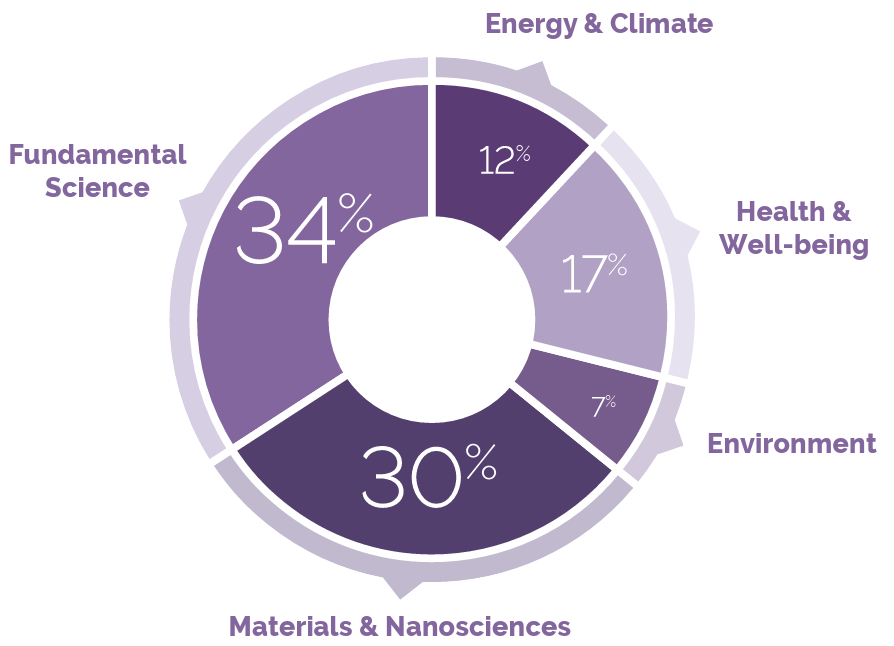 Energy & Climate
12%
Fundamental
Science
34%
Health &
Well-being
17%
7%
Environment
30%
Materials & Nanosciences